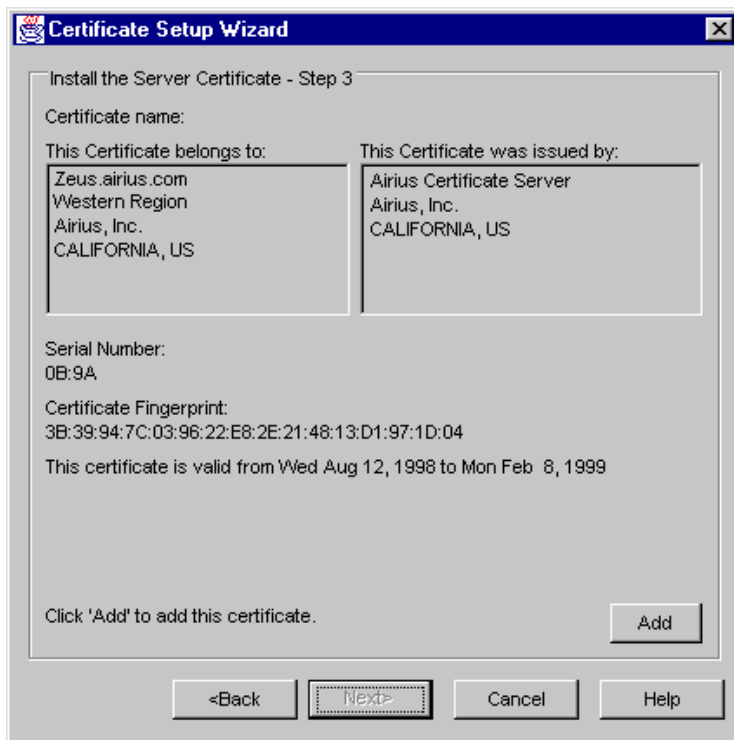 Certificate Setup Wizard
Install the Server Certificate - Step 3
Certificate name:
This Certificate belongs to:
Zeus.airius.com
Western Region
Airius, Inc.
CALIFORNIA, US
This Certificate was issued by:
Airius Certificate Server
Airius, Inc.
CALIFORNIA, US
Serial Number:
0B:9A
Certificate Fingerprint:
3B:39:94:7C:03:96:22:E8:2E:21:48:13:D1:97:1D:04
This certificate is valid from Wed Aug 12, 1998 to Mon Feb  8, 1999
Click 'Add' to add this certificate.
Add
<Back
Next>
Cancel
Help